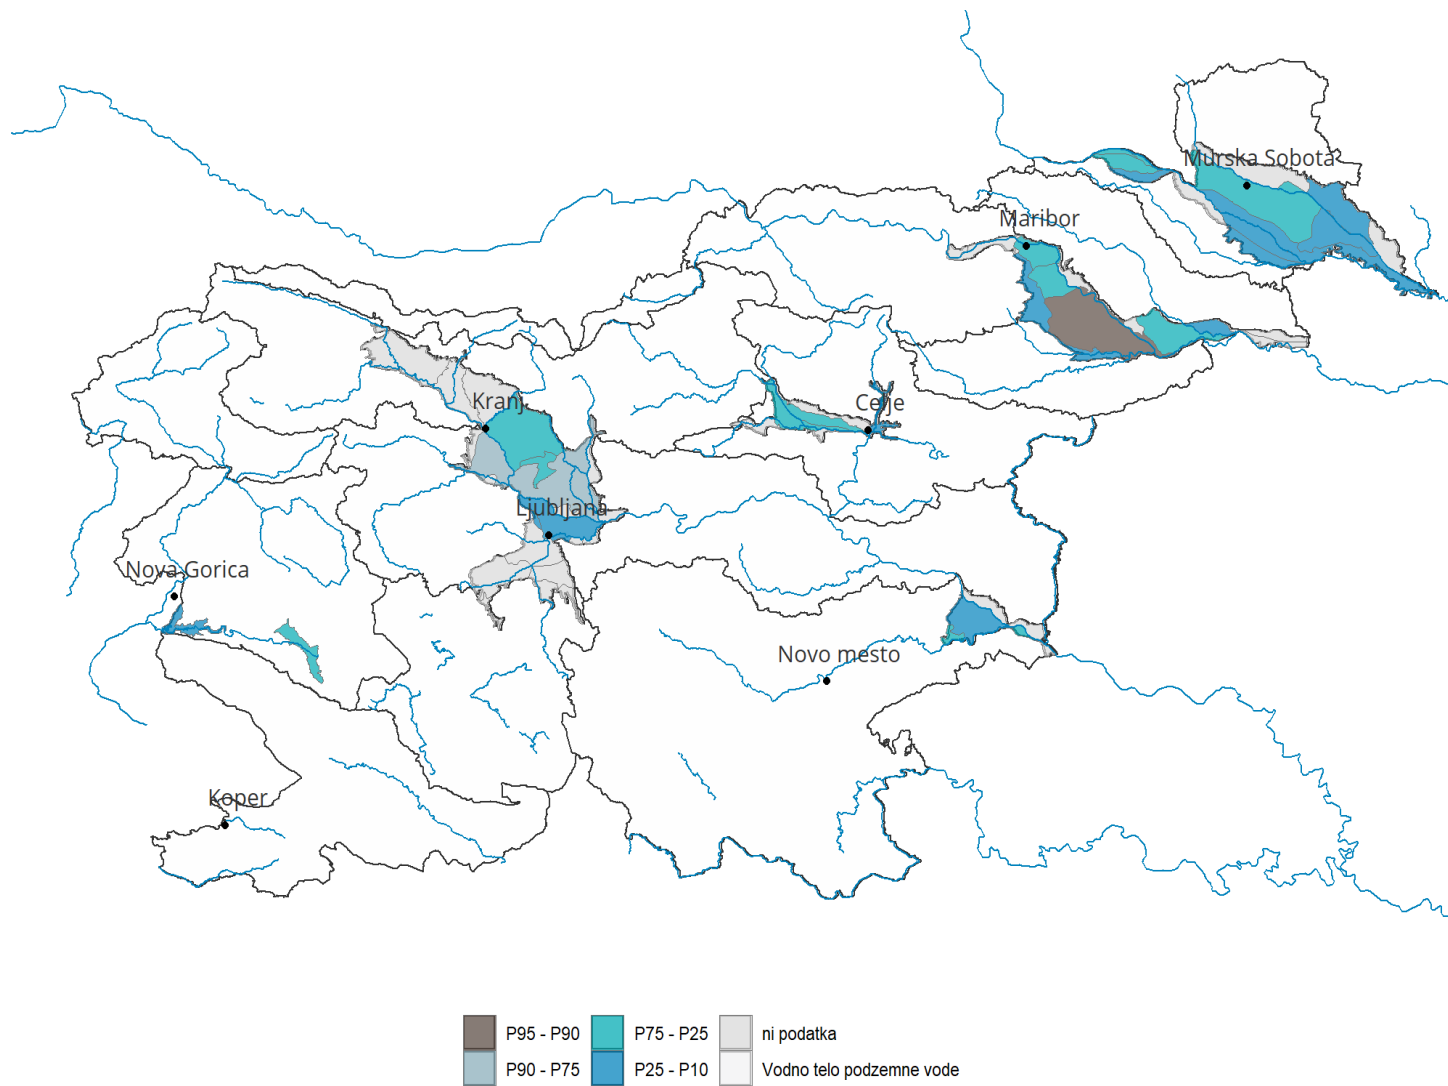 Murska Sobota
Maribor
Kranj
Celje
Ljubljana
Nova Gorica
Novo mesto
Koper
P95 - P90
P75 - P25
ni podatka
P90 - P75
P25 - P10
Vodno telo podzemne vode